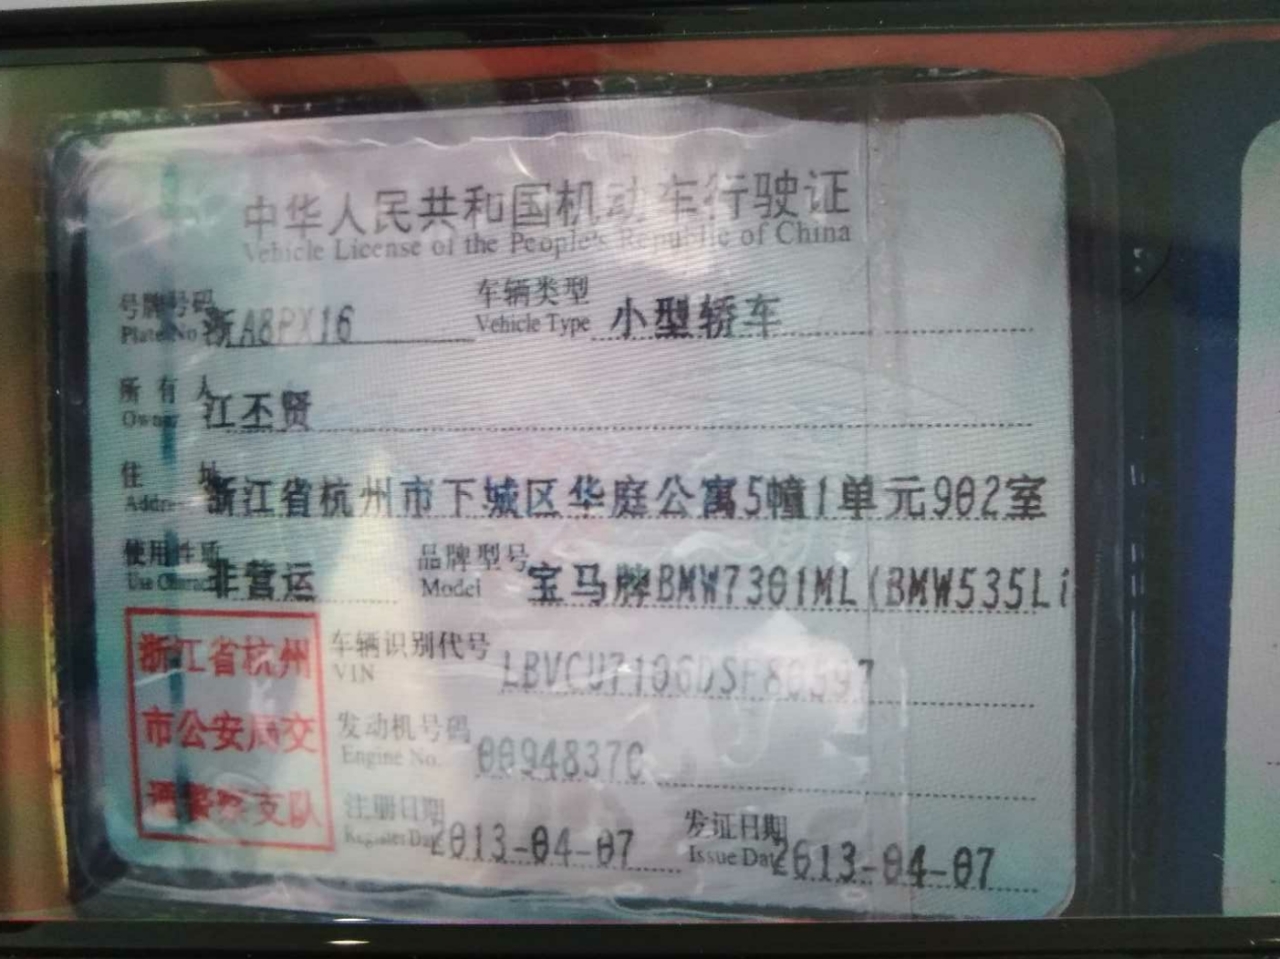 中华人民共和国机动车行驶证
Vehicle License of the People's Republic of China
号牌号码 浙A8PX16 车辆类型 小型轿车
Plate No. Vehicle Type
所有人 江丕贤
Owner
住址 浙江省杭州市下城区华庭公寓5幢1单元902室
Address
使用性质 非营运 品牌型号 宝马牌BMW7301ML(BMW535Li
Use Charac Model
浙江省杭州
市公安局交
通警察支队
车辆识别代号 LBVCU7106DSF80597
VIN
发动机号码 0094837C
Engine No.
注册日期 2013-04-07 发证日期 2013-04-07
Register Date Issue Date